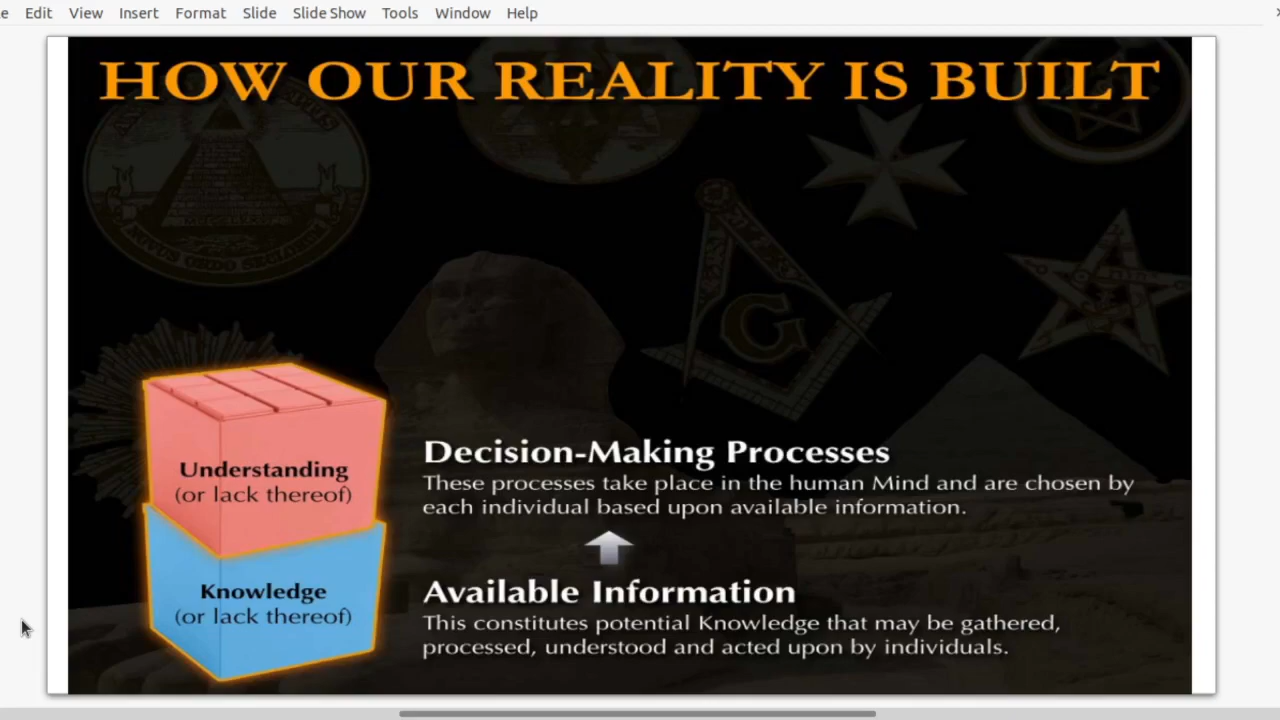 Edit View Insert Format Slide Slide Show Tools Window Help
HOW OUR REALITY IS BUILT
NOVUS ORDO SECLORUM
G
Understanding
(or lack thereof)
Decision-Making Processes
These processes take place in the human Mind and are chosen by
each individual based upon available information.
Knowledge
(or lack thereof)
Available Information
This constitutes potential Knowledge that may be gathered,
processed, understood and acted upon by individuals.